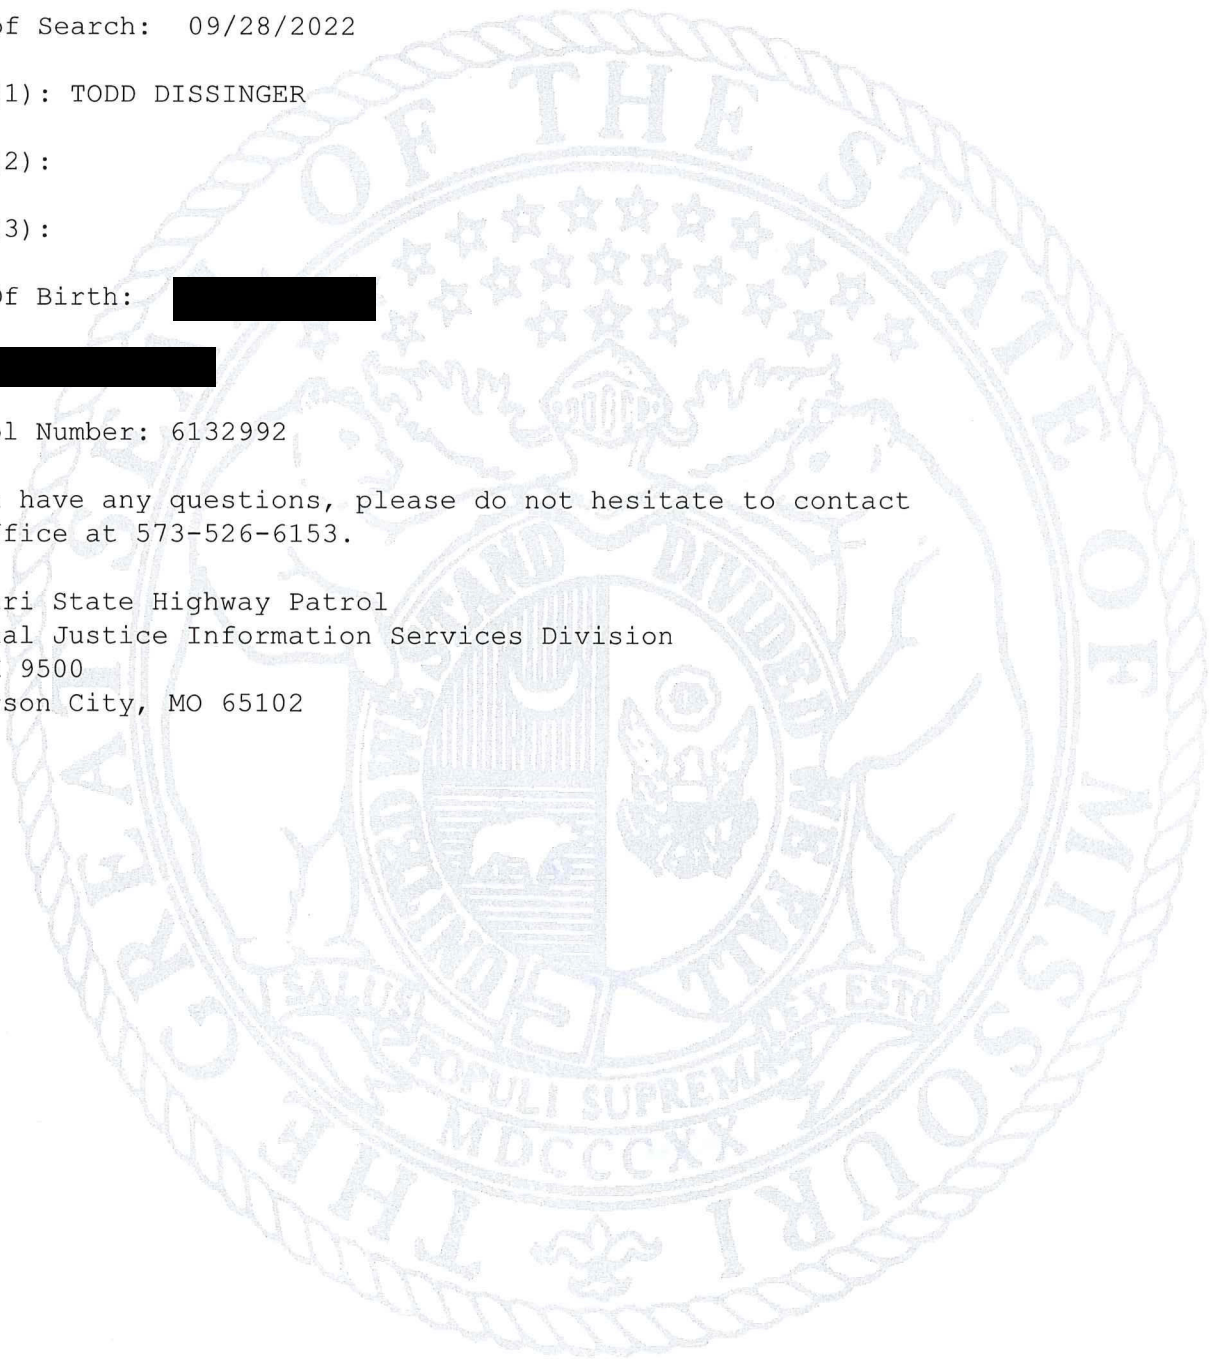 of Search: 09/28/2022
1): TODD DISSINGER
2):
3):
Of Birth:
ol Number: 6132992
have any questions, please do not hesitate to contact
ffice at 573-526-6153.
ri State Highway Patrol
al Justice Information Services Division
9500
rson City, MO 65102
THE GREAT SEAL OF THE STATE OF MISSOURI
UNITED WE STAND DIVIDED WE FALL
SALUS POPULI SUPREMA LEX ESTO
MDCCCXX